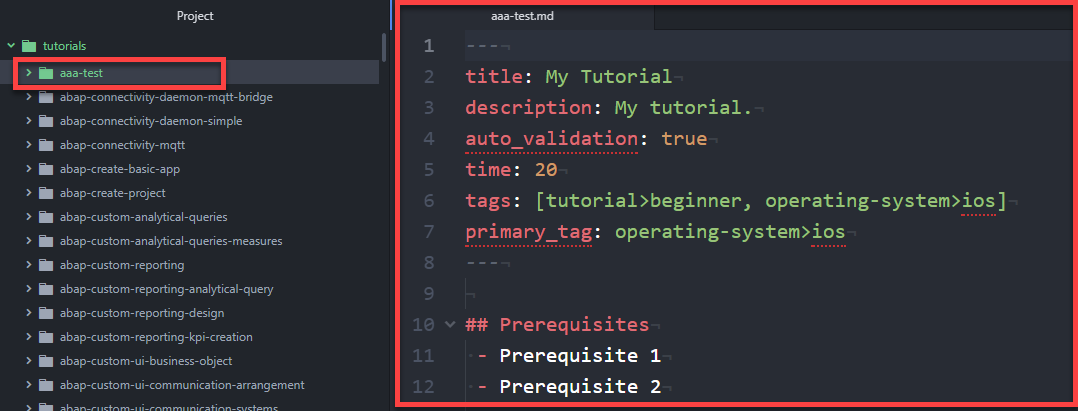 Project
tutorials
aaa-test
abap-connectivity-daemon-mqtt-bridge
abap-connectivity-daemon-simple
abap-connectivity-mqtt
abap-create-basic-app
abap-create-project
abap-custom-analytical-queries
abap-custom-analytical-queries-measures
abap-custom-reporting
abap-custom-reporting-analytical-query
abap-custom-reporting-design
abap-custom-reporting-kpi-creation
abap-custom-ui-business-object
abap-custom-ui-communication-arrangement
abap-custom-ui-communication-systems
aaa-test.md
1 ---¬
2 title: My Tutorial¬
3 description: My tutorial.¬
4 auto_validation: true¬
5 time: 20¬
6 tags: [tutorial>beginner, operating-system>ios]¬
7 primary_tag: operating-system>ios¬
8 ---¬
9 ¬
10 ## Prerequisites¬
11 - Prerequisite 1¬
12 - Prerequisite 2¬